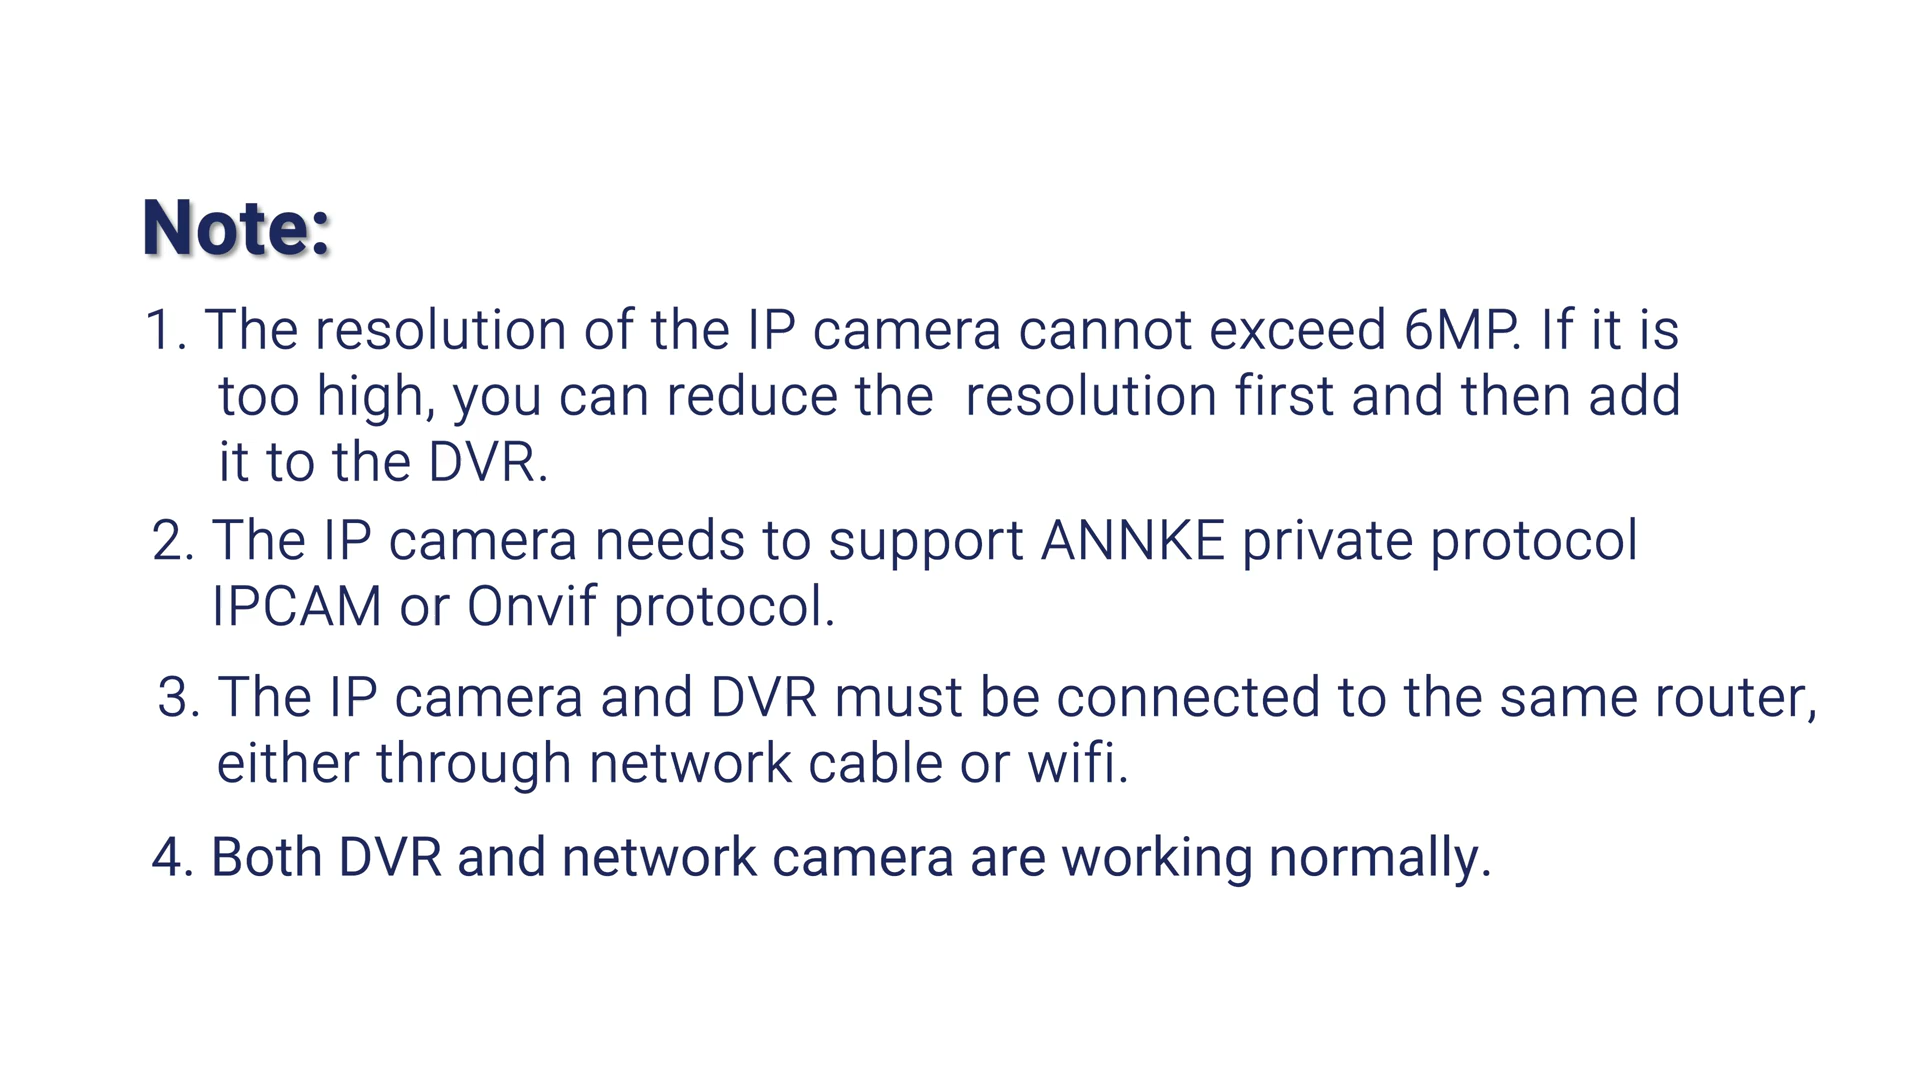 Note:
1. The resolution of the IP camera cannot exceed 6MP. If it is
too high, you can reduce the  resolution first and then add
it to the DVR.
2. The IP camera needs to support ANNKE private protocol
IPCAM or Onvif protocol.
3. The IP camera and DVR must be connected to the same router,
either through network cable or wifi.
4. Both DVR and network camera are working normally.